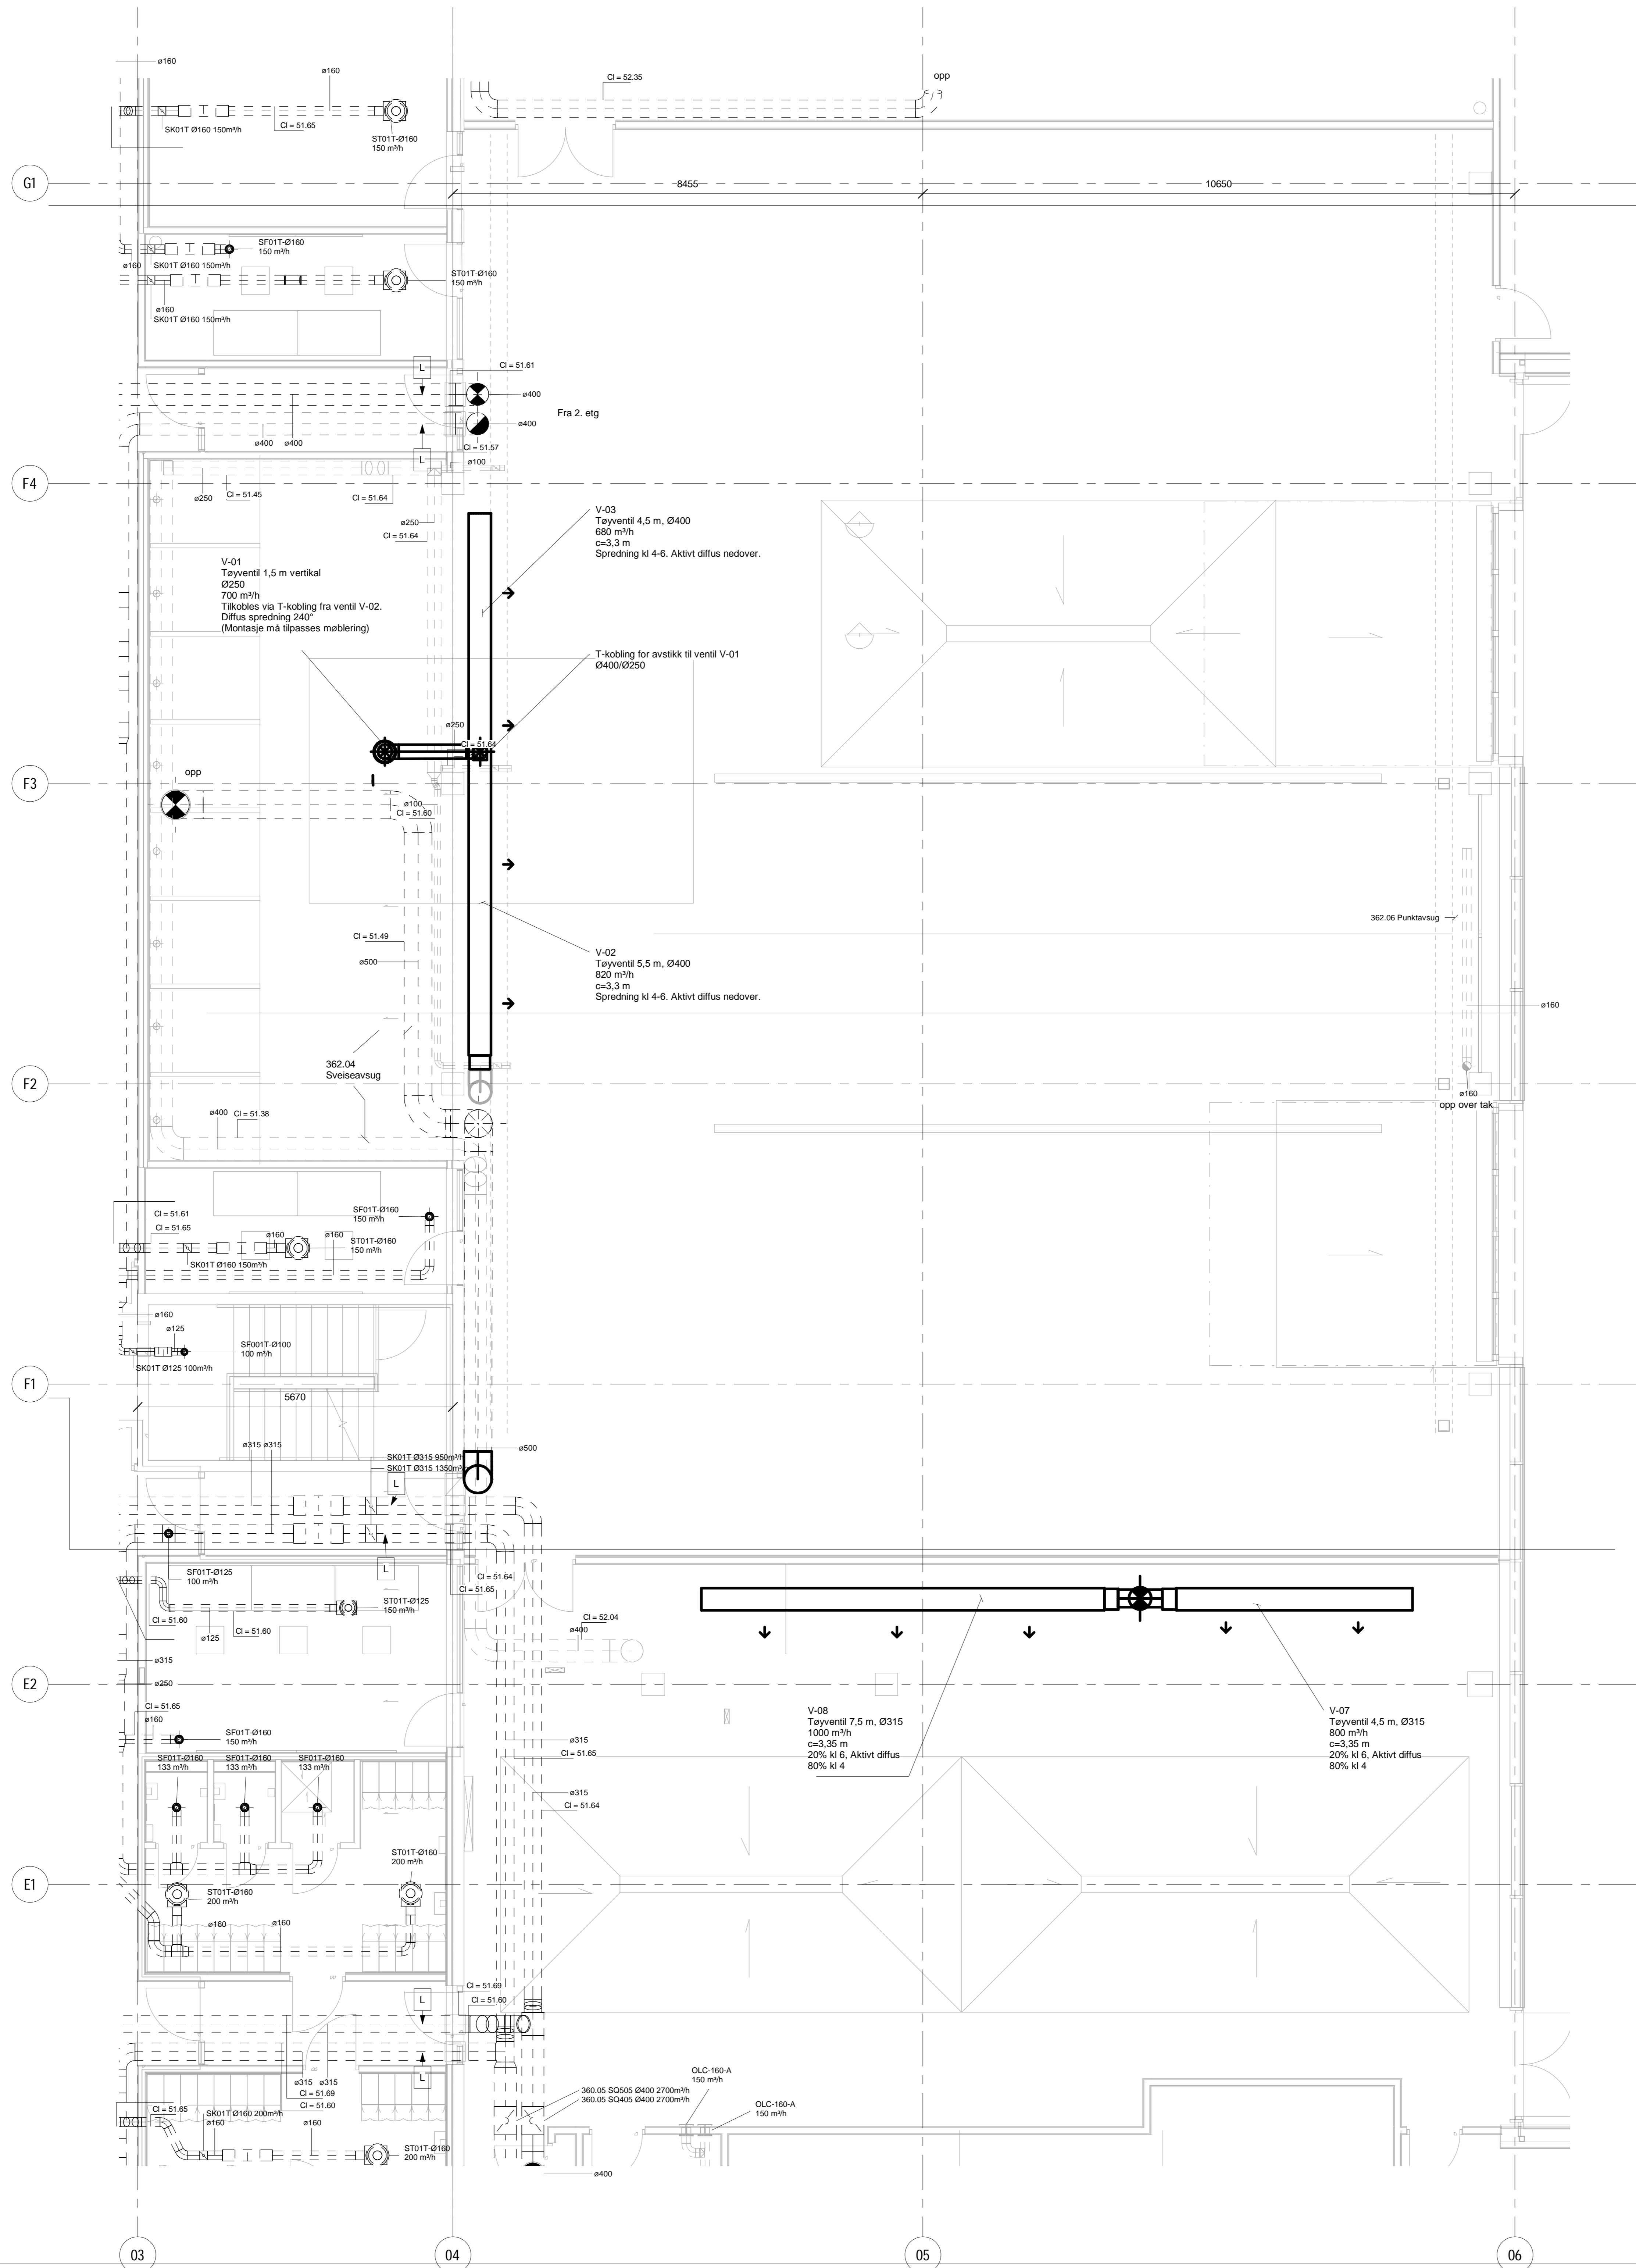 ø160
ø160
Cl = 52.35
opp
SK01T Ø160 150m³/h
Cl = 51.65
ST01T-Ø160
150 m³/h
G1
8455
10650
SF01T-Ø160
150 m³/h
ø160
SK01T Ø160 150m³/h
ST01T-Ø160
150 m³/h
ø160
SK01T Ø160 150m³/h
L
Cl = 51.61
ø400
Fra 2. etg
ø400
ø400
ø400
Cl = 51.57
L
ø100
F4
ø250
Cl = 51.45
Cl = 51.64
V-03
Tøyventil 4,5 m, Ø400
680 m³/h
c=3,3 m
Spredning kl 4-6. Aktivt diffus nedover.
ø250
Cl = 51.64
V-01
Tøyventil 1,5 m vertikal
Ø250
700 m³/h
Tilkobles via T-kobling fra ventil V-02.
Diffus spredning 240°
(Montasje må tilpasses møblering)
T-kobling for avstikk til ventil V-01
Ø400/Ø250
ø250
Cl = 51.64
opp
F3
ø100
Cl = 51.60
362.06 Punktavsug
Cl = 51.49
ø500
V-02
Tøyventil 5,5 m, Ø400
820 m³/h
c=3,3 m
Spredning kl 4-6. Aktivt diffus nedover.
ø160
362.04
Sveiseavsug
F2
ø160
opp over tak
ø400
Cl = 51.38
Cl = 51.61
Cl = 51.65
SF01T-Ø160
150 m³/h
ø160
ø160
ST01T-Ø160
150 m³/h
SK01T Ø160 150m³/h
ø160
ø125
SF001T-Ø100
100 m³/h
SK01T Ø125 100m³/h
F1
5670
ø315
ø315
SK01T Ø315 950m³/h
SK01T Ø315 1350m³/h
ø500
L
L
SF01T-Ø125
100 m³/h
Cl = 51.64
Cl = 51.65
ST01T-Ø125
150 m³/h
Cl = 51.60
ø125
Cl = 51.60
Cl = 52.04
ø400
ø315
E2
ø250
Cl = 51.65
ø160
SF01T-Ø160
150 m³/h
V-08
Tøyventil 7,5 m, Ø315
1000 m³/h
c=3,35 m
20% kl 6, Aktivt diffus
80% kl 4
V-07
Tøyventil 4,5 m, Ø315
800 m³/h
c=3,35 m
20% kl 6, Aktivt diffus
80% kl 4
ø315
Cl = 51.65
SF01T-Ø160
133 m³/h
SF01T-Ø160
133 m³/h
SF01T-Ø160
133 m³/h
ø315
Cl = 51.64
ST01T-Ø160
200 m³/h
E1
ST01T-Ø160
200 m³/h
ø160
ø160
Cl = 51.69
Cl = 51.60
L
L
ø315
ø315
Cl = 51.69
Cl = 51.60
Cl = 51.65
SK01T Ø160 200m³/h
ø160
ø160
ST01T-Ø160
200 m³/h
360.05 SQ505 Ø400 2700m³/h
360.05 SQ405 Ø400 2700m³/h
OLC-160-A
150 m³/h
OLC-160-A
150 m³/h
ø400
03
04
05
06